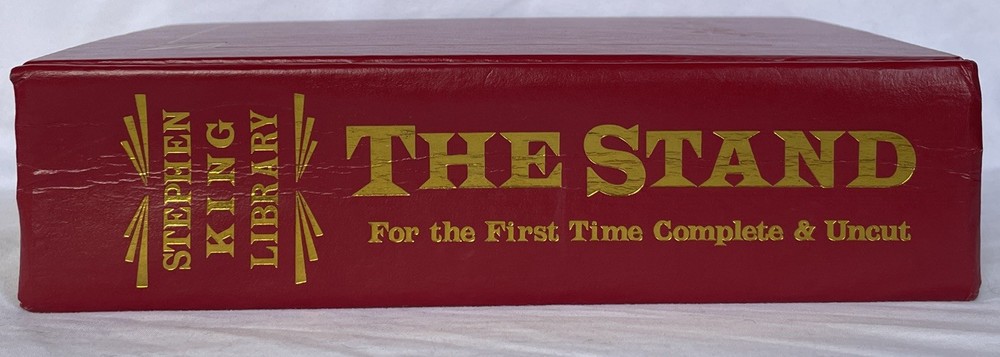 STEPHEN
KING
LIBRARY
THE STAND
For the First Time Complete & Uncut